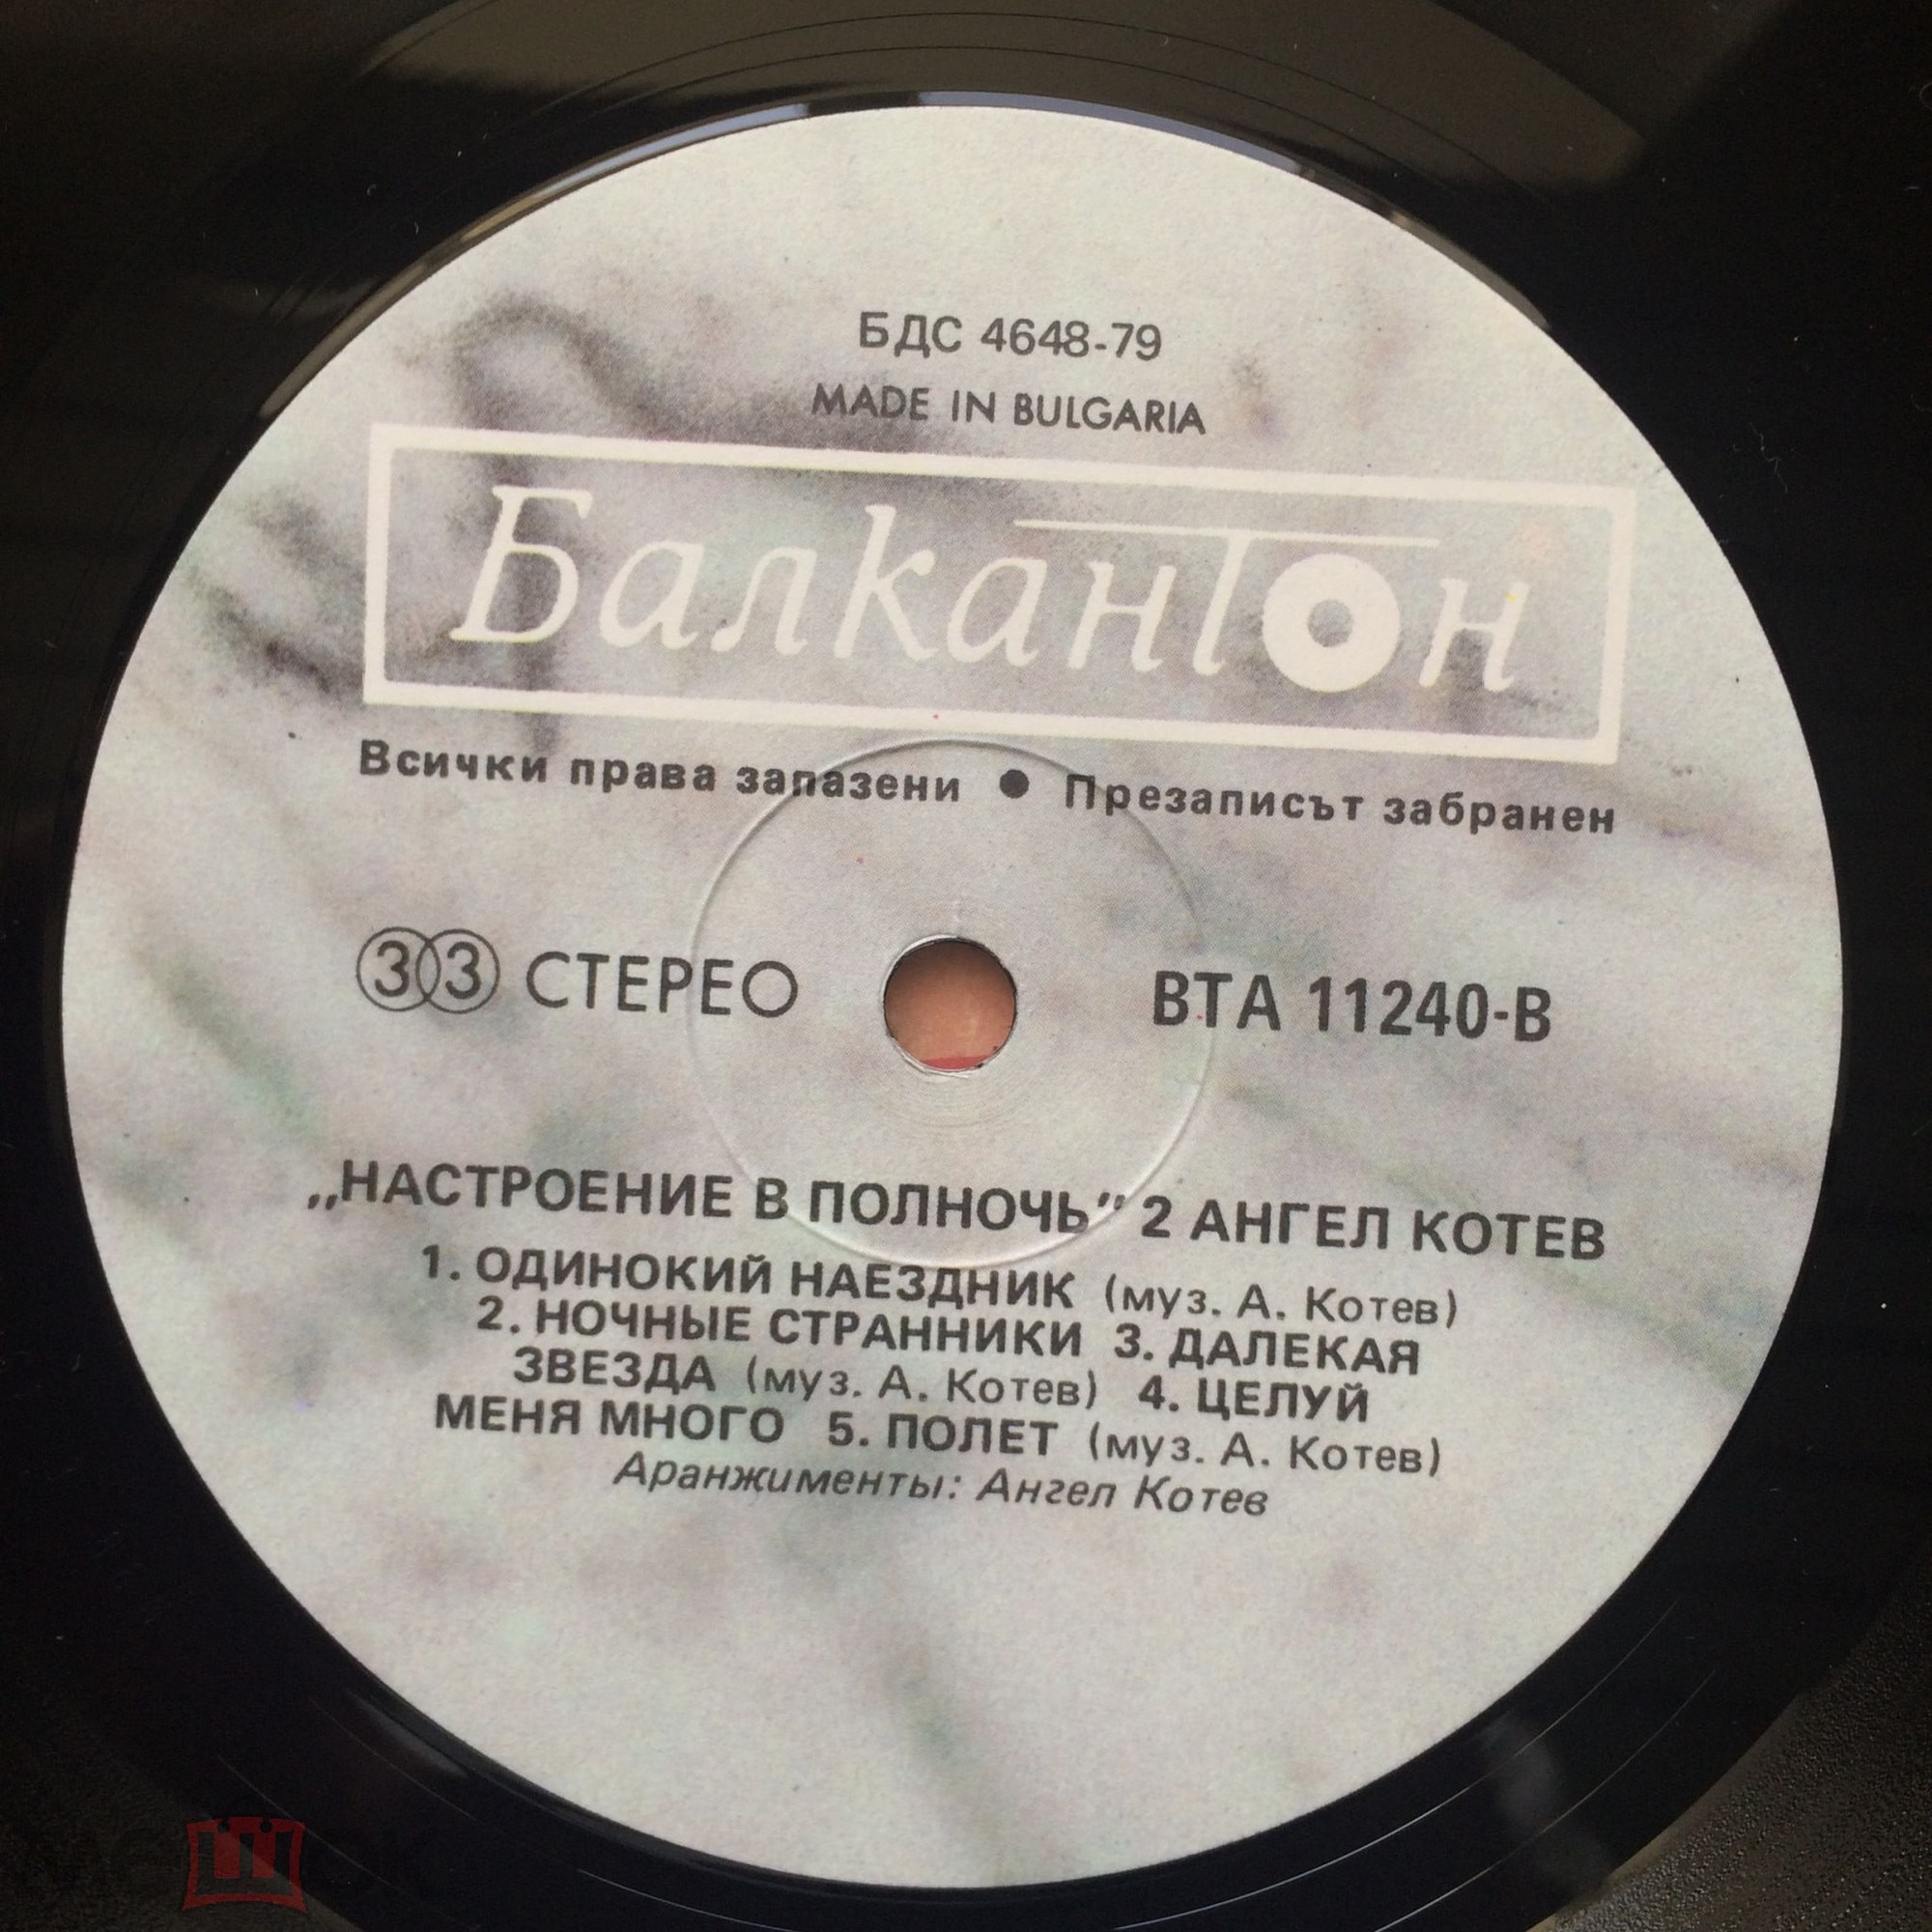 БДС 4648-79
MADE IN BULGARIA
Балкантон
Всички права запазени ● Презаписът забранен
33 СТЕРЕО ВТА 11240-В
„НАСТРОЕНИЕ В ПОЛНОЧЬ“ 2 АНГЕЛ КОТЕВ
1. ОДИНОКИЙ НАЕЗДНИК (муз. А. Котев)
2. НОЧНЫЕ СТРАННИКИ 3. ДАЛЕКАЯ
ЗВЕЗДА (муз. А. Котев) 4. ЦЕЛУЙ
МЕНЯ МНОГО 5. ПОЛЕТ (муз. А. Котев)
Аранжименты: Ангел Котев
мешок